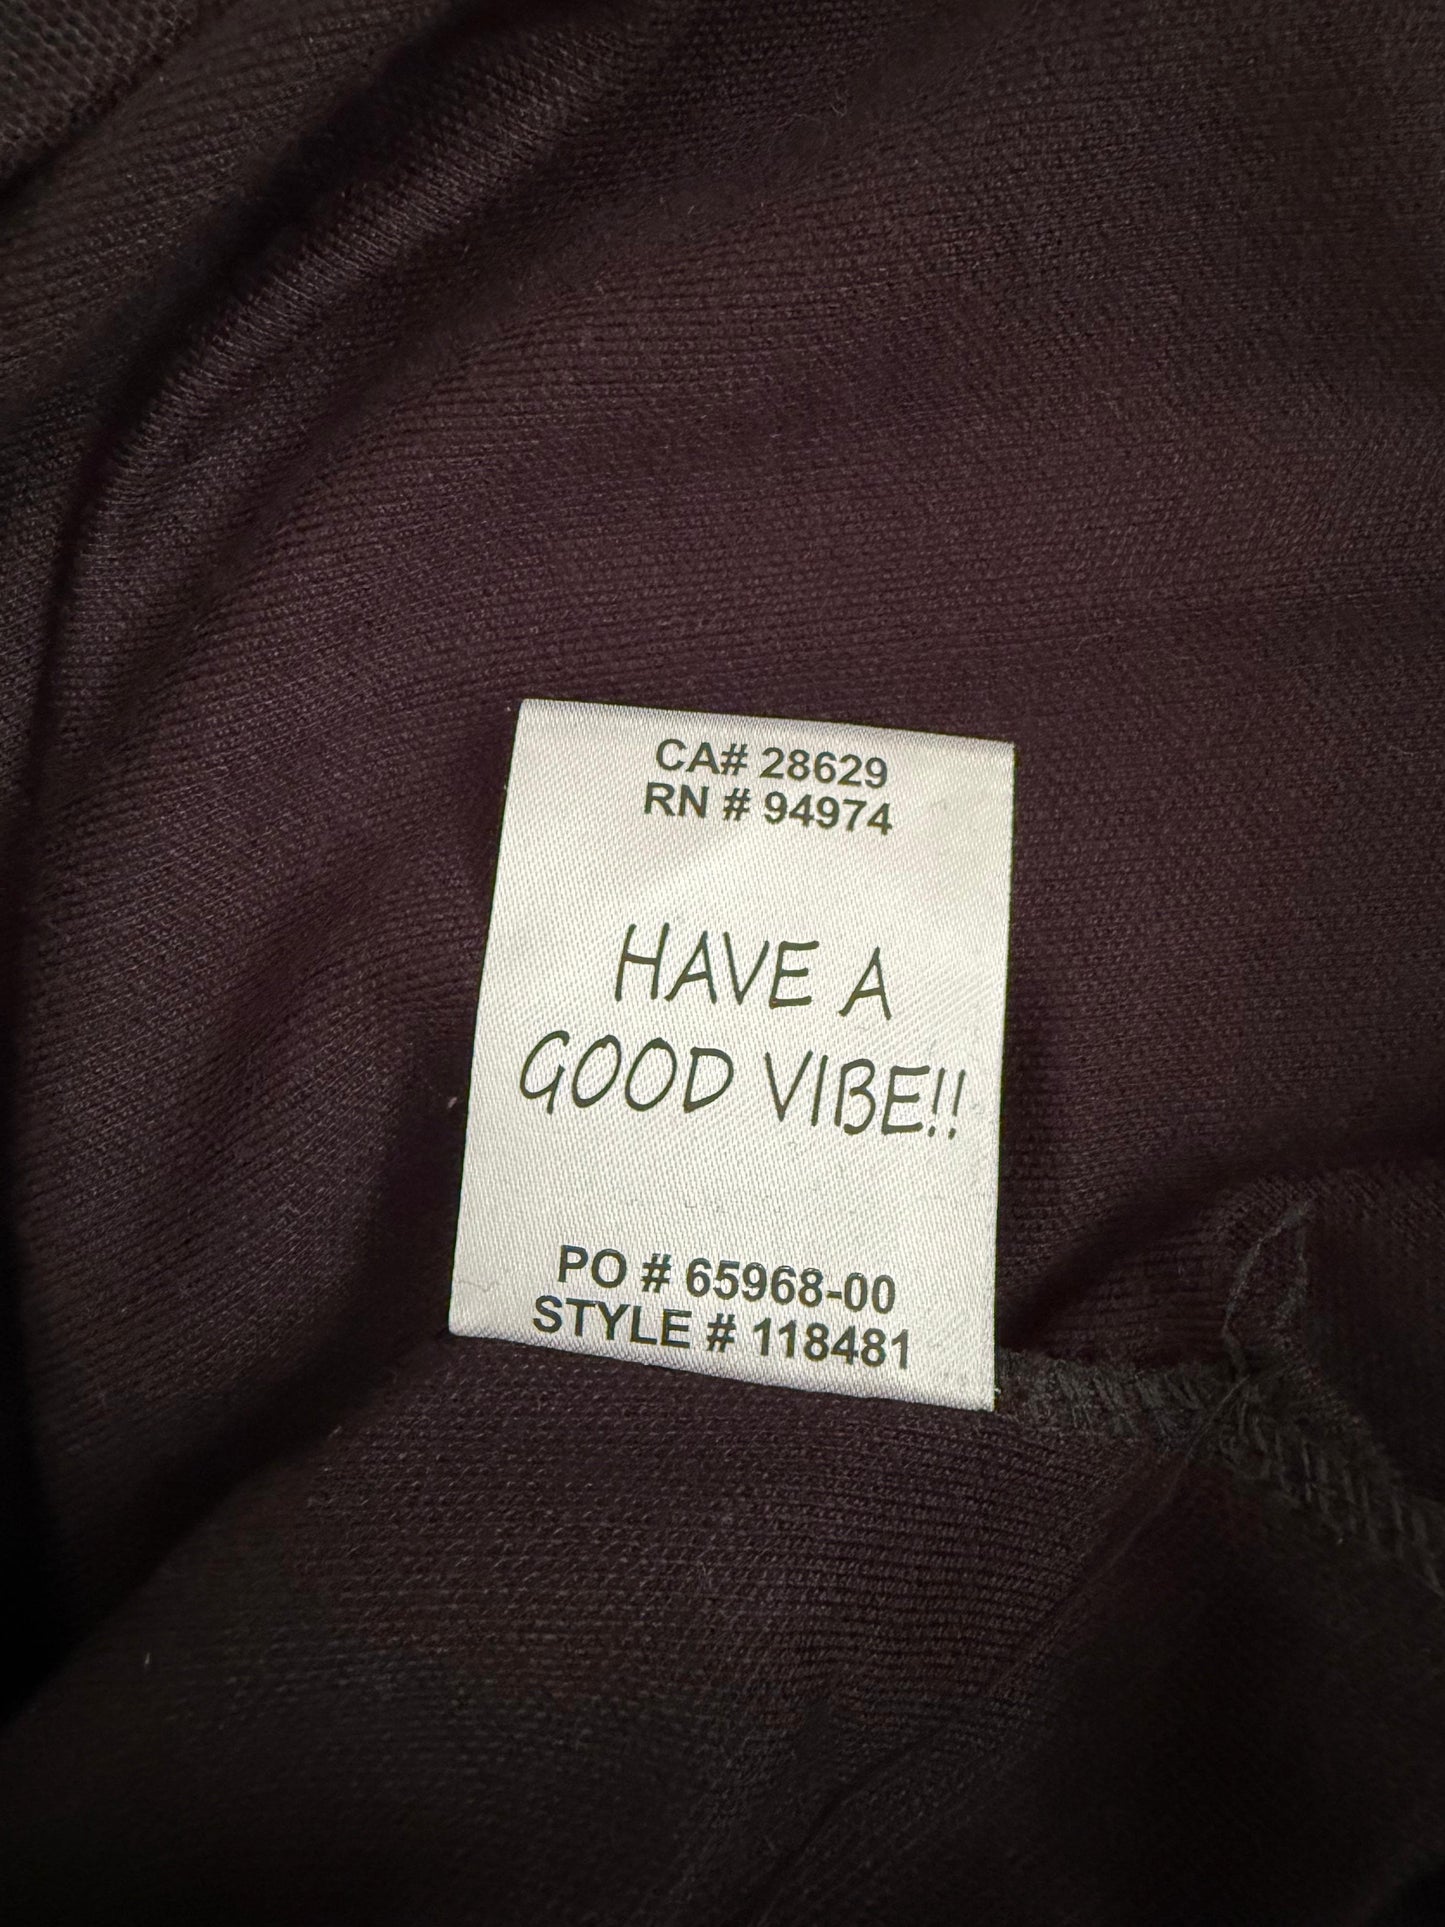 CA# 28629
RN # 94974
HAVE A
GOOD VIBE!!
PO # 65968-00
STYLE # 118481